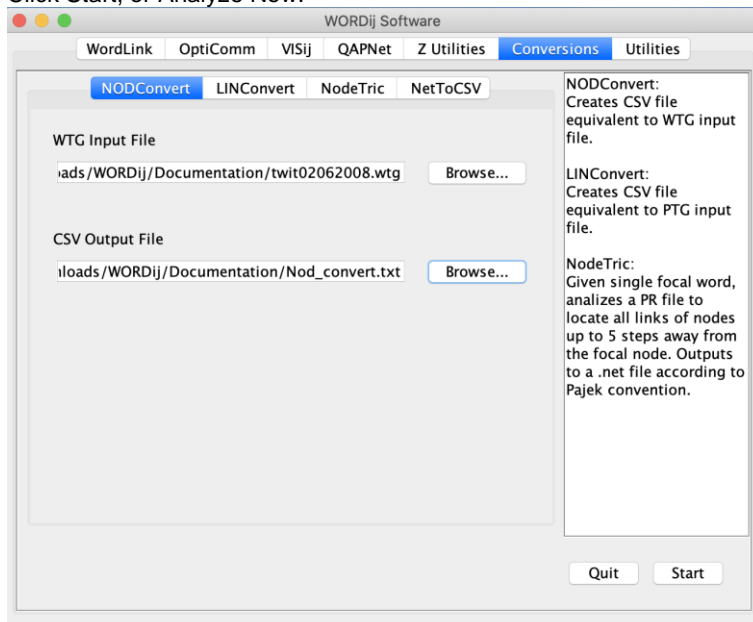 Click Start, or Analyze Now.
WORDij Software
WordLink OptiComm VISij QAPNet Z Utilities Conversions Utilities
NODConvert LINConvert NodeTric NetToCSV
WTG Input File
ads/WORDij/Documentation/twit02062008.wtg Browse...
CSV Output File
loads/WORDij/Documentation/Nod_convert.txt Browse...
NODConvert:
Creates CSV file
equivalent to WTG input
file.
LINConvert:
Creates CSV file
equivalent to PTG input
file.
NodeTric:
Given single focal word,
analizes a PR file to
locate all links of nodes
up to 5 steps away from
the focal node. Outputs
to a .net file according to
Pajek convention.
Quit Start